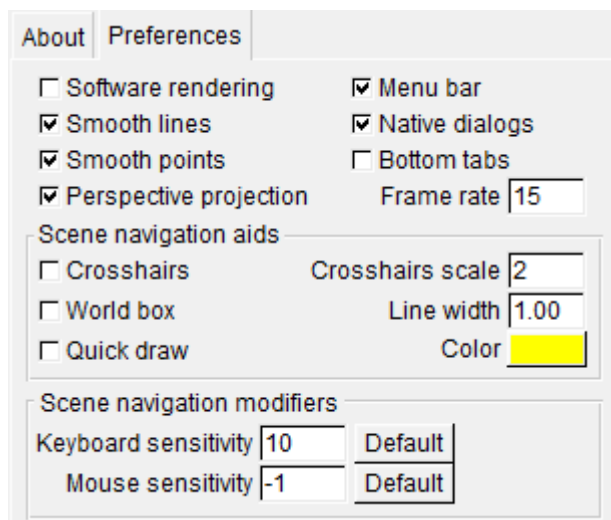 About Preferences
Software rendering Menu bar
Smooth lines Native dialogs
Smooth points Bottom tabs
Perspective projection Frame rate 15
Scene navigation aids
Crosshairs Crosshairs scale 2
World box Line width 1.00
Quick draw Color
Scene navigation modifiers
Keyboard sensitivity 10 Default
Mouse sensitivity -1 Default